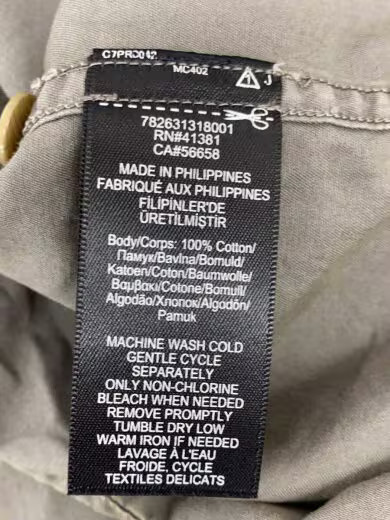 MC402
J
782631318001
RN#41381
CA#56658
MADE IN PHILIPPINES
FABRIQUÉ AUX PHILIPPINES
FİLİPİNLER'DE
ÜRETİLMİŞTİR
Body/Corps: 100% Cotton/
Памук/Bavlna/Bomuld/
Katoen/Coton/Baumwolle/
Βαμβακι/Cotone/Bomull/
Algodão/Хлопок/Algodón/
Pamuk
MACHINE WASH COLD
GENTLE CYCLE
SEPARATELY
ONLY NON-CHLORINE
BLEACH WHEN NEEDED
REMOVE PROMPTLY
TUMBLE DRY LOW
WARM IRON IF NEEDED
LAVAGE À L'EAU
FROIDE, CYCLE
TEXTILES DELICATS